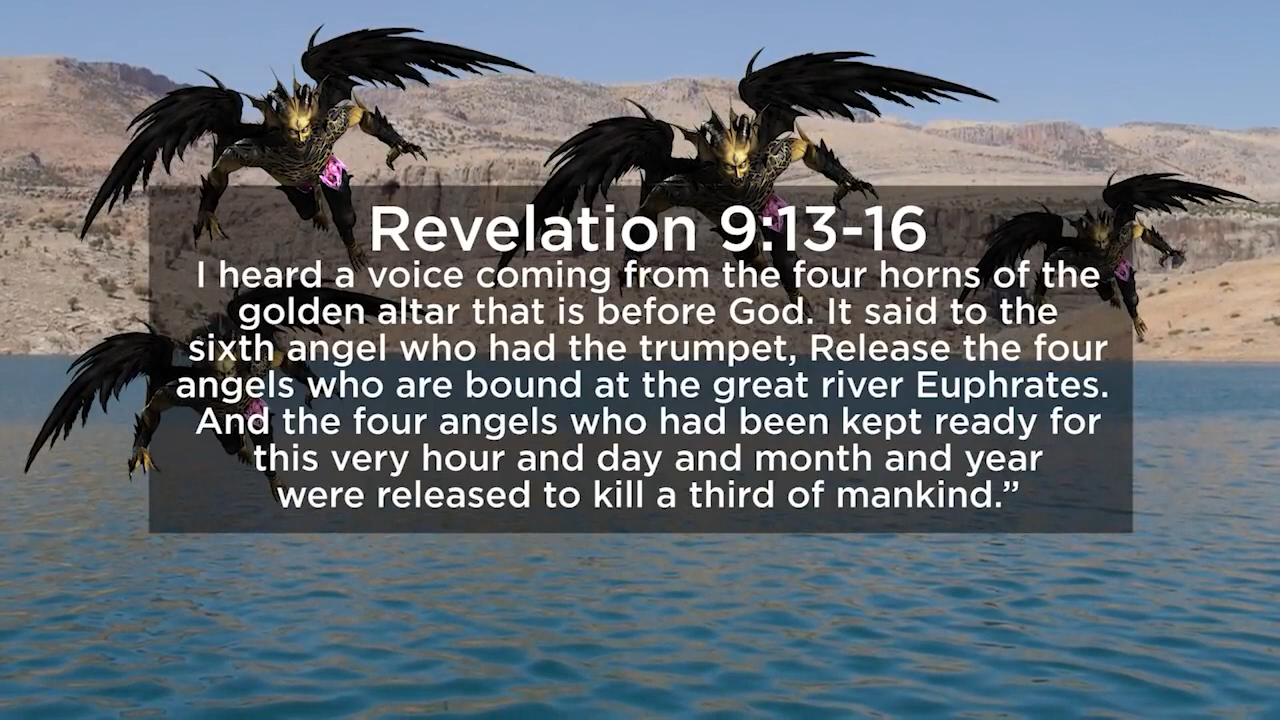 Revelation 9:13-16
I heard a voice coming from the four horns of the
golden altar that is before God. It said to the
sixth angel who had the trumpet, Release the four
angels who are bound at the great river Euphrates.
And the four angels who had been kept ready for
this very hour and day and month and year
were released to kill a third of mankind.”